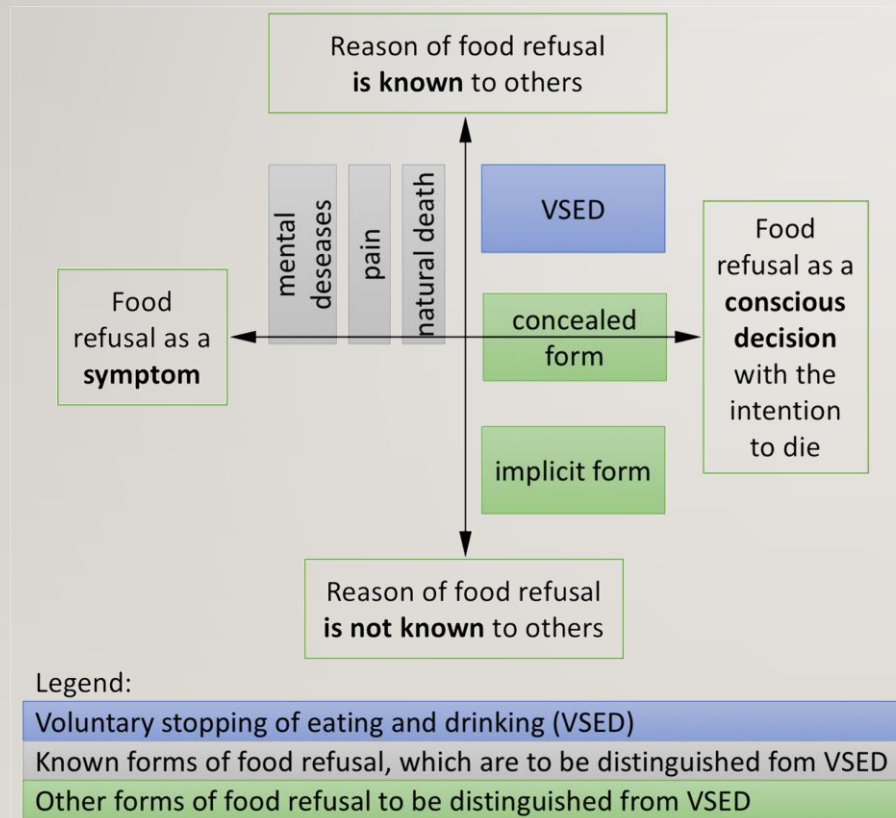 Reason of food refusal
is known to others
mental
deseases
pain
natural death
VSED
Food
refusal as a
conscious
decision
with the
intention
to die
Food
refusal as a
symptom
concealed
form
implicit form
Reason of food refusal
is not known to others
Legend:
Voluntary stopping of eating and drinking (VSED)
Known forms of food refusal, which are to be distinguished fom VSED
Other forms of food refusal to be distinguished from VSED